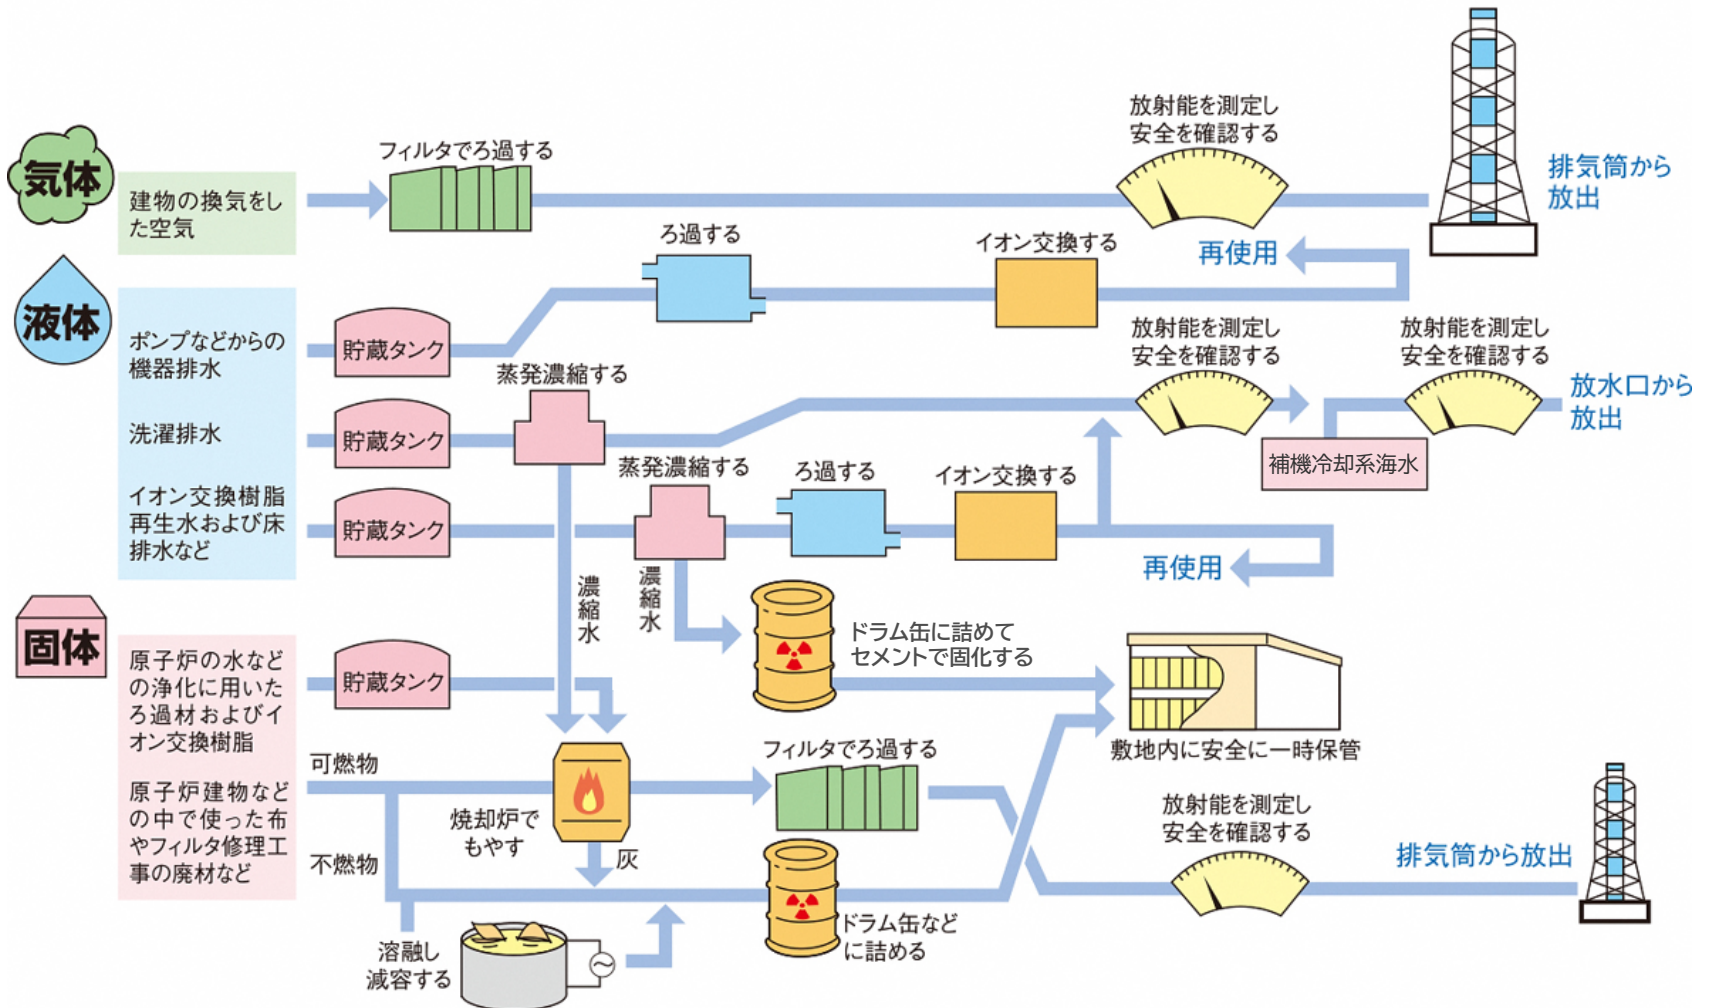 気体
建物の換気をし
た空気
フィルタでろ過する
放射能を測定し
安全を確認する
排気筒から
放出
液体
ポンプなどからの
機器排水
貯蔵タンク
ろ過する
イオン交換する
再使用
洗濯排水
貯蔵タンク
蒸発濃縮する
放射能を測定し
安全を確認する
補機冷却系海水
放射能を測定し
安全を確認する
放水口から
放出
イオン交換樹脂
再生水および床
排水など
貯蔵タンク
蒸発濃縮する
ろ過する
イオン交換する
再使用
濃縮水
濃縮水
ドラム缶に詰めて
セメントで固化する
固体
原子炉の水など
の浄化に用いた
ろ過材およびイ
オン交換樹脂
貯蔵タンク
敷地内に安全に一時保管
原子炉建物など
の中で使った布
やフィルタ修理工
事の廃材など
可燃物
不燃物
焼却炉で
もやす
灰
フィルタでろ過する
放射能を測定し
安全を確認する
排気筒から放出
溶融し
減容する
ドラム缶など
に詰める